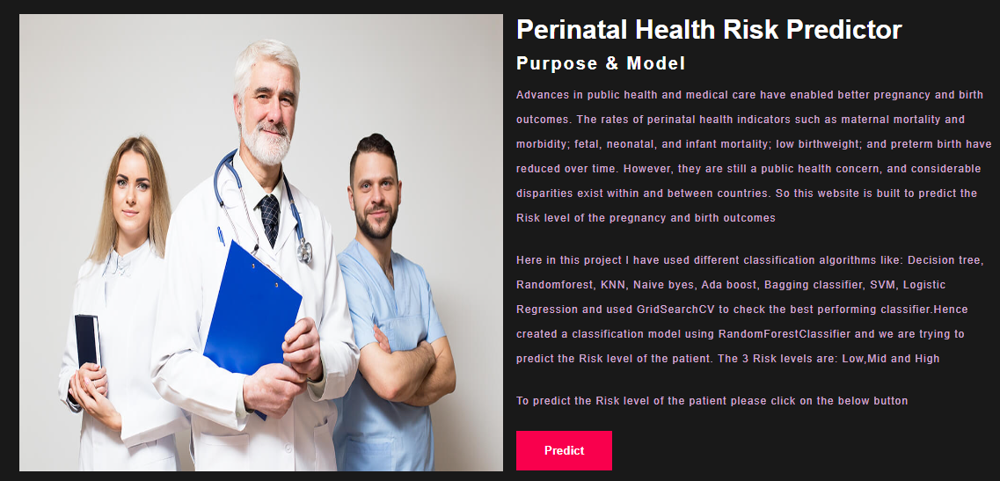 Perinatal Health Risk Predictor
Purpose & Model
Advances in public health and medical care have enabled better pregnancy and birth
outcomes. The rates of perinatal health indicators such as maternal mortality and
morbidity; fetal, neonatal, and infant mortality; low birthweight; and preterm birth have
reduced over time. However, they are still a public health concern, and considerable
disparities exist within and between countries. So this website is built to predict the
Risk level of the pregnancy and birth outcomes
Here in this project I have used different classification algorithms like: Decision tree,
Randomforest, KNN, Naive byes, Ada boost, Bagging classifier, SVM, Logistic
Regression and used GridSearchCV to check the best performing classifier.Hence
created a classification model using RandomForestClassifier and we are trying to
predict the Risk level of the patient. The 3 Risk levels are: Low,Mid and High
To predict the Risk level of the patient please click on the below button
Predict